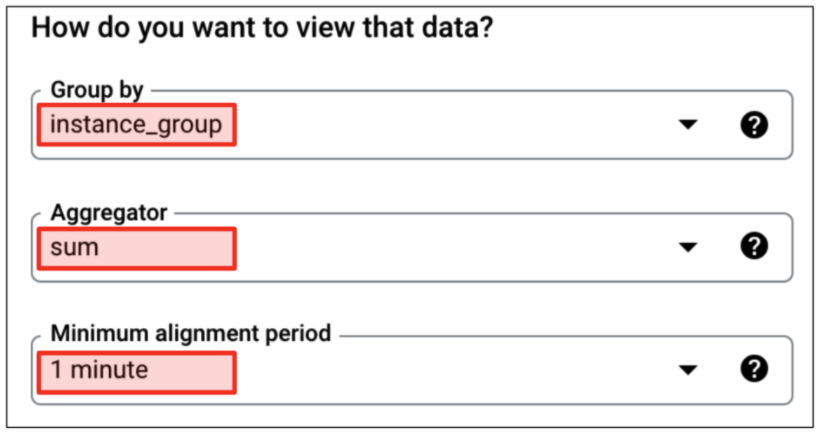 How do you want to view that data?
Group by
instance_group
?
Aggregator
sum
?
Minimum alignment period
1 minute
?